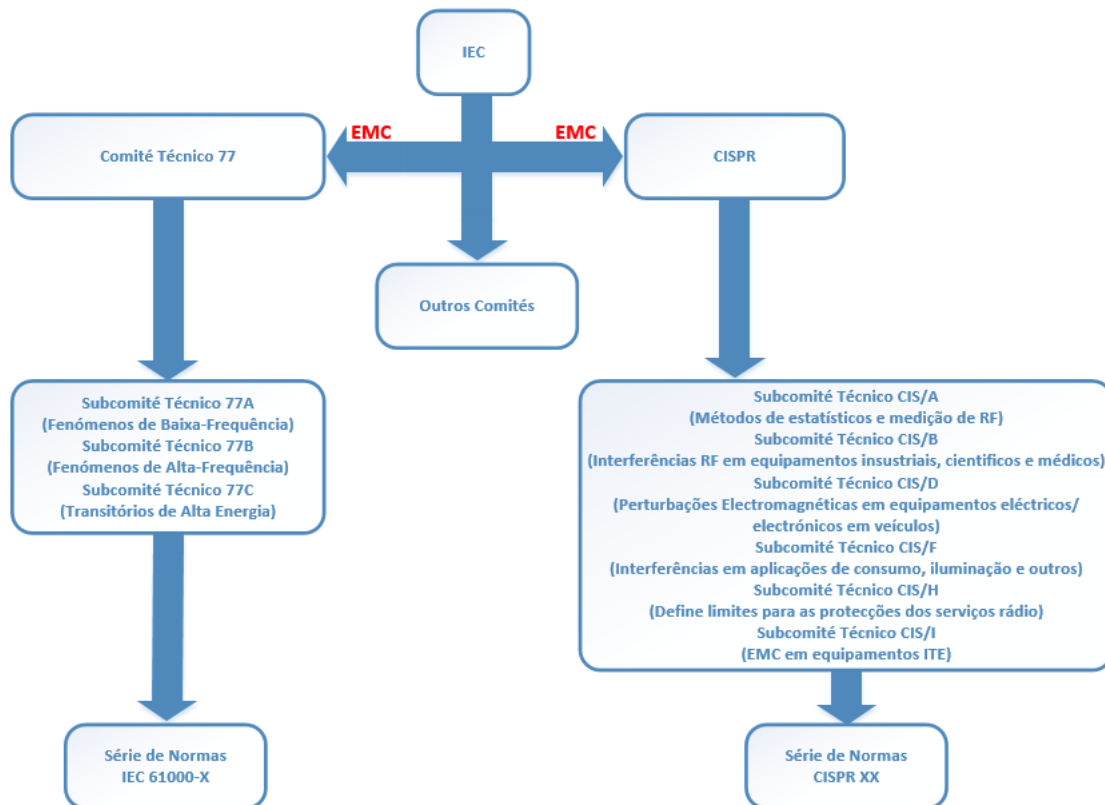 IEC
EMC
EMC
Comité Técnico 77
CISPR
Outros Comités
Subcomité Técnico 77A
(Fenómenos de Baixa-Frequência)
Subcomité Técnico 77B
(Fenómenos de Alta-Frequência)
Subcomité Técnico 77C
(Transitórios de Alta Energia)
Subcomité Técnico CIS/A
(Métodos de estatísticos e medição de RF)
Subcomité Técnico CIS/B
(Interferências RF em equipamentos insustriais, cientificos e médicos)
Subcomité Técnico CIS/D
(Perturbações Electromagnéticas em equipamentos eléctricos/
electrónicos em veículos)
Subcomité Técnico CIS/F
(Interferências em aplicações de consumo, iluminação e outros)
Subcomité Técnico CIS/H
(Define limites para as protecções dos serviços rádio)
Subcomité Técnico CIS/I
(EMC em equipamentos ITE)
Série de Normas
IEC 61000-X
Série de Normas
CISPR XX